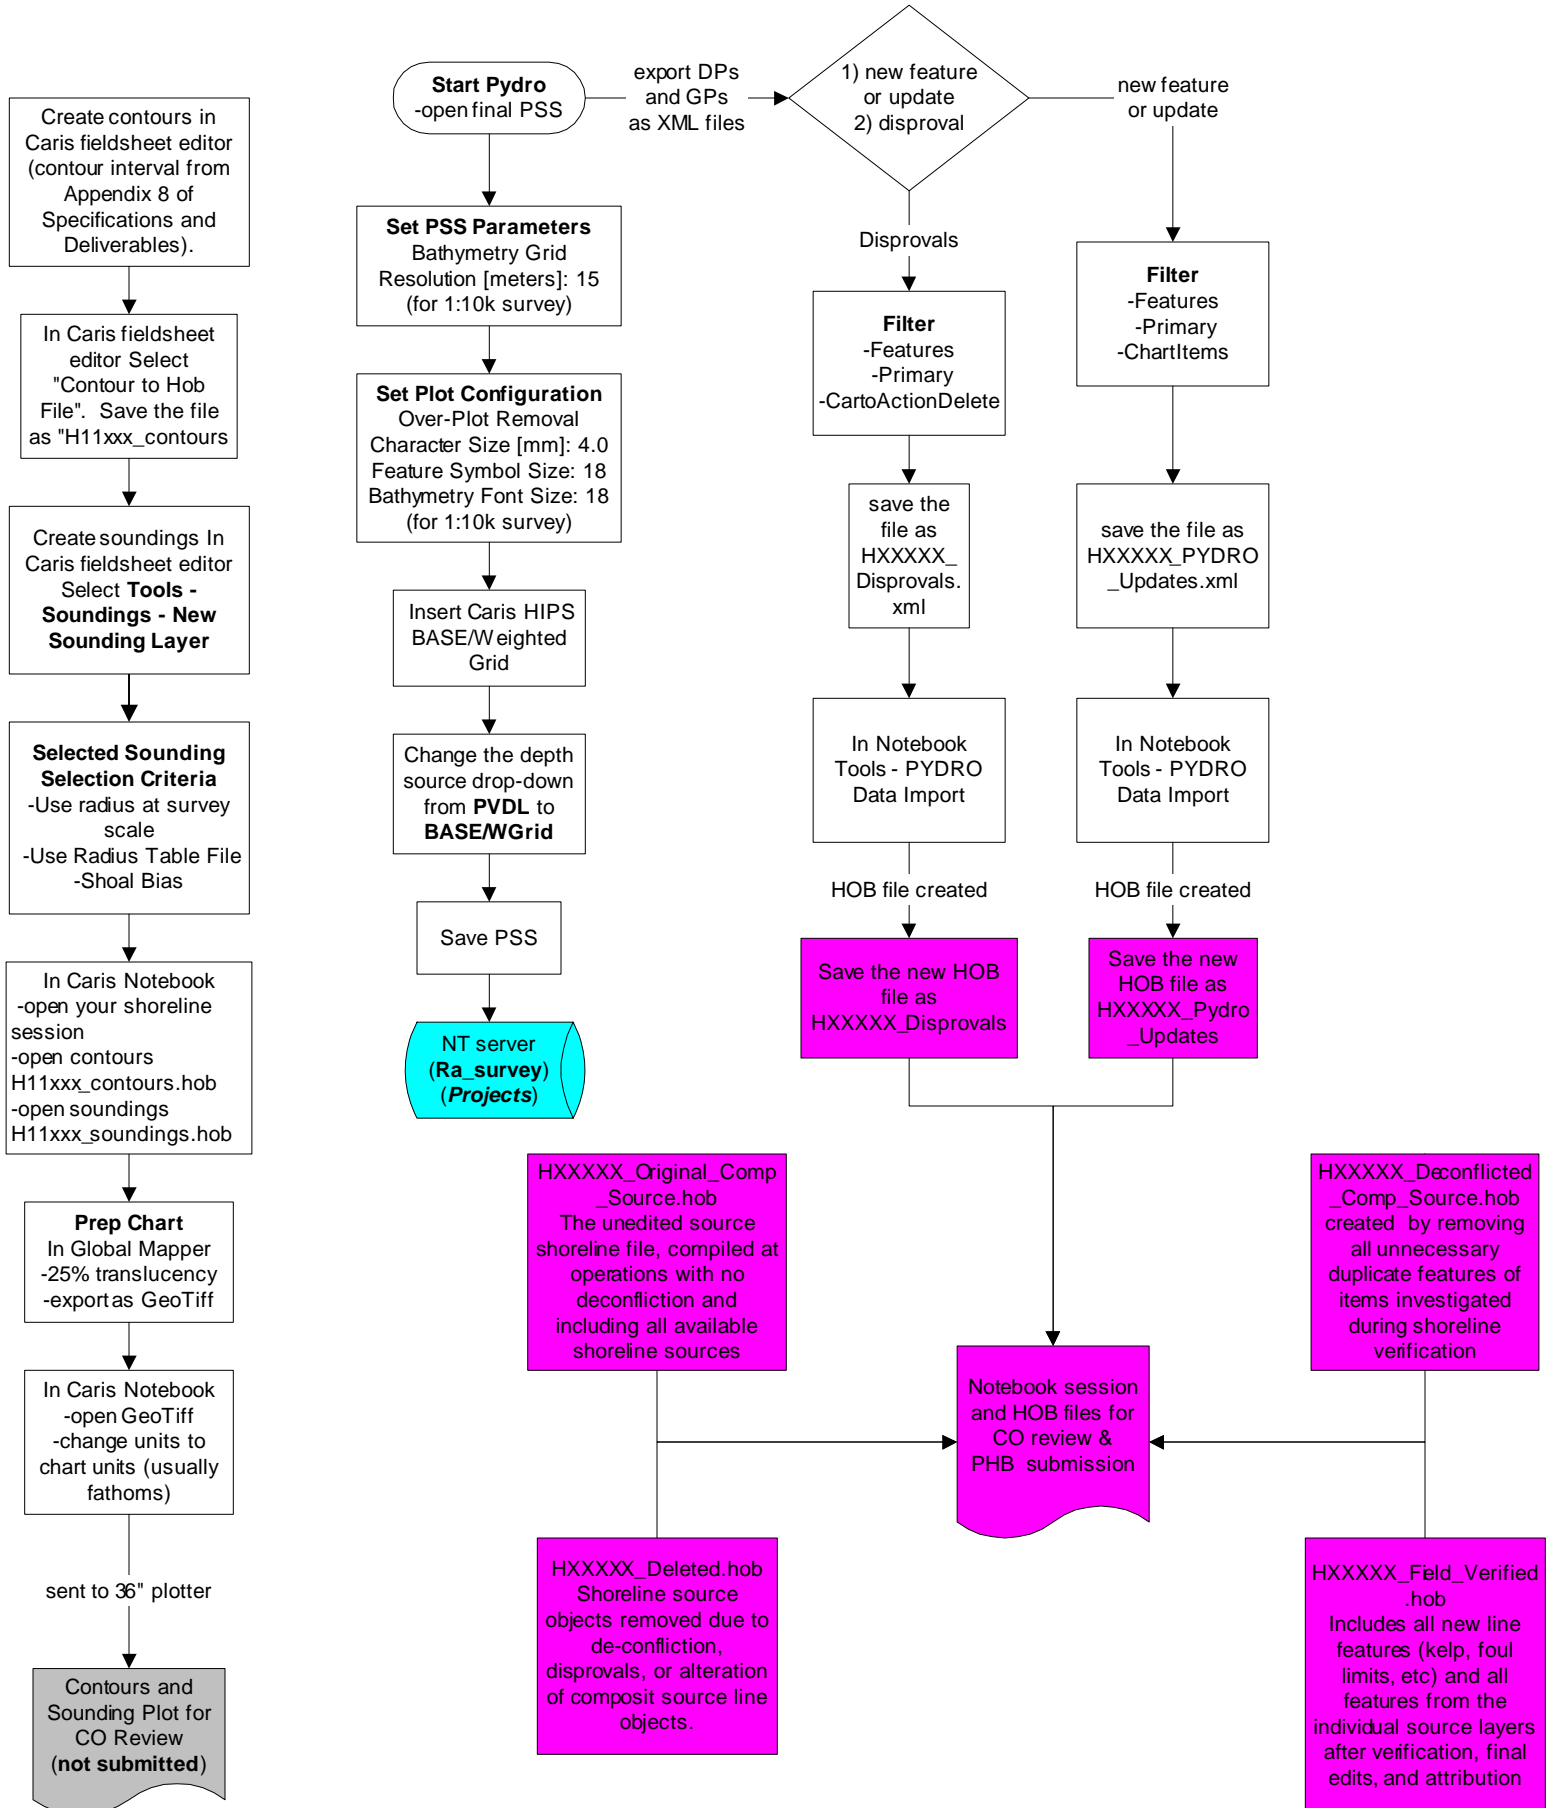 Create contours in
Caris fieldsheet editor
(contour interval from
Appendix 8 of
Specifications and
Deliverables).
In Caris fieldsheet
editor Select
"Contour to Hob
File". Save the file
as "H11xxx_contours
Create soundings In
Caris fieldsheet editor
Select Tools -
Soundings - New
Sounding Layer
Selected Sounding
Selection Criteria
-Use radius at survey
scale
-Use Radius Table File
-Shoal Bias
In Caris Notebook
-open your shoreline
session
-open contours
H11xxx_contours.hob
-open soundings
H11xxx_soundings.hob
Prep Chart
In Global Mapper
-25% translucency
-export as GeoTiff
In Caris Notebook
-open GeoTiff
-change units to
chart units (usually
fathoms)
sent to 36" plotter
Contours and
Sounding Plot for
CO Review
(not submitted)
Start Pydro
-open final PSS
export DPs
and GPs
as XML files
1) new feature
or update
2) disproval
new feature
or update
Set PSS Parameters
Bathymetry Grid
Resolution [meters]: 15
(for 1:10k survey)
Set Plot Configuration
Over-Plot Removal
Character Size [mm]: 4.0
Feature Symbol Size: 18
Bathymetry Font Size: 18
(for 1:10k survey)
Insert Caris HIPS
BASE/Weighted
Grid
Change the depth
source drop-down
from PVDL to
BASE/WGrid
Save PSS
NT server
(Ra_survey)
(Projects)
Disprovals
Filter
-Features
-Primary
-CartoActionDelete
save the
file as
HXXXXX_
Disprovals.
xml
In Notebook
Tools - PYDRO
Data Import
HOB file created
Save the new HOB
file as
HXXXXX_Disprovals
Filter
-Features
-Primary
-ChartItems
save the file as
HXXXXX_PYDRO
_Updates.xml
In Notebook
Tools - PYDRO
Data Import
HOB file created
Save the new
HOB file as
HXXXXX_Pydro
_Updates
HXXXXX_Original_Comp
_Source.hob
The unedited source
shoreline file, compiled at
operations with no
deconfliction and
including all available
shoreline sources
HXXXXX_Deconflicted
_Comp_Source.hob
created by removing
all unnecessary
duplicate features of
items investigated
during shoreline
verification
Notebook session
and HOB files for
CO review &
PHB submission
HXXXXX_Deleted.hob
Shoreline source
objects removed due to
de-confliction,
disprovals, or alteration
of composit source line
objects.
HXXXXX_Field_Verified
.hob
Includes all new line
features (kelp, foul
limits, etc) and all
features from the
individual source layers
after verification, final
edits, and attribution